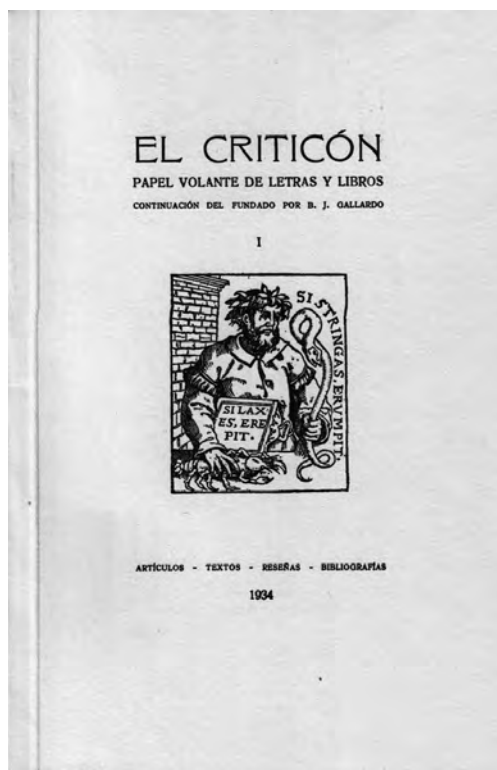 EL CRITICÓN
PAPEL VOLANTE DE LETRAS Y LIBROS
CONTINUACIÓN DEL FUNDADO POR B. J. GALLARDO
I
SI STRINGAS, ERVMPIT.
SI LAX
ES, ERE
PIT.
ARTÍCULOS - TEXTOS - RESEÑAS - BIBLIOGRAFÍAS
1934